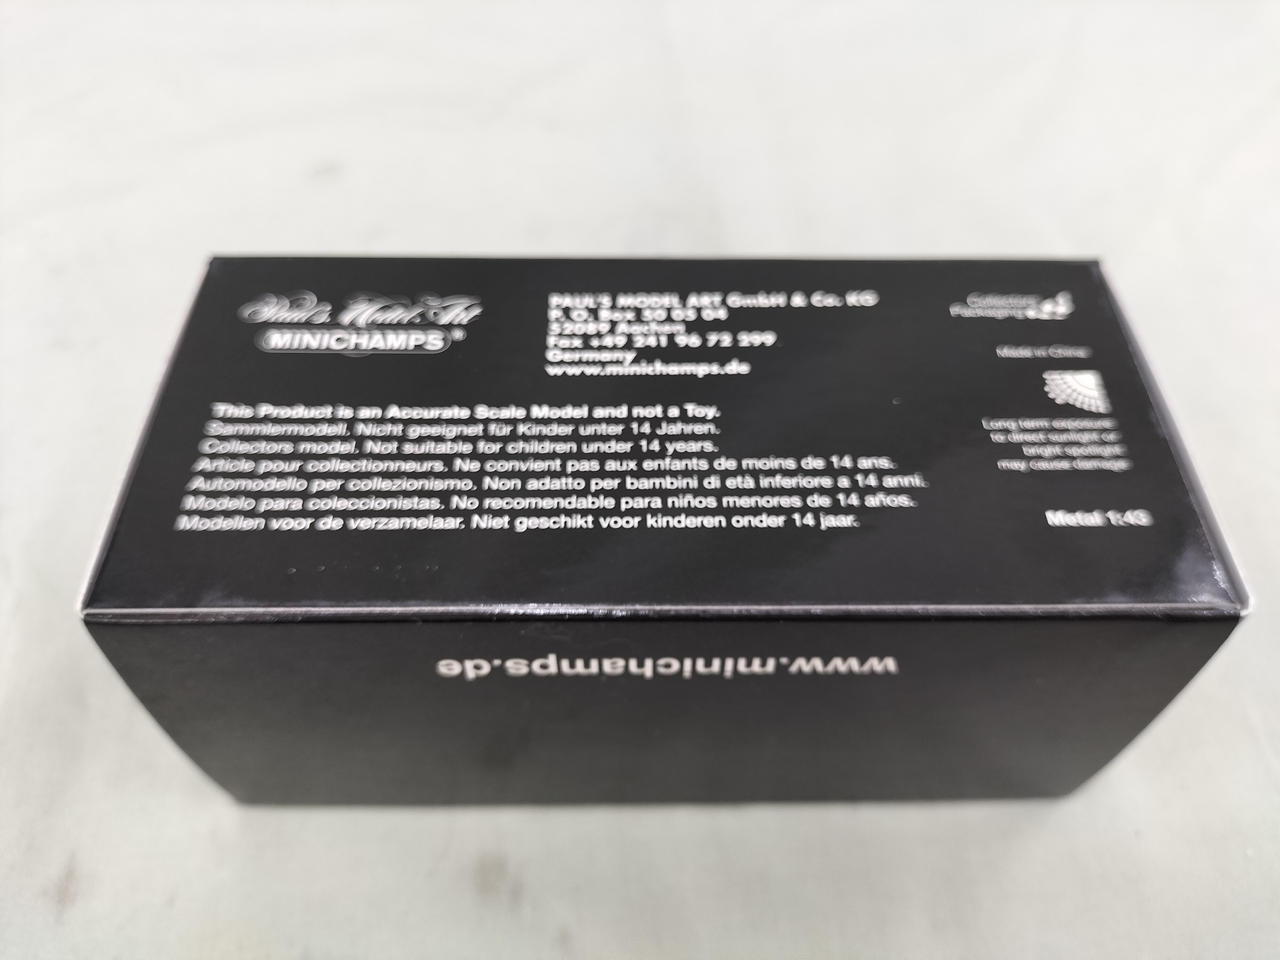 Paul's Model Art
MINICHAMPS®
PAUL'S MODEL ART GmbH & Co. KG
P. O. Box 50 05 04
52089 Aachen
Fax +49 241 96 72 299
Germany
www.minichamps.de
This Product is an Accurate Scale Model and not a Toy.
Sammlermodell. Nicht geeignet für Kinder unter 14 Jahren.
Collectors model. Not suitable for children under 14 years.
Article pour collectionneurs. Ne convient pas aux enfants de moins de 14 ans.
Automodello per collezionismo. Non adatto per bambini di età inferiore a 14 anni.
Modelo para coleccionistas. No recomendable para niños menores de 14 años.
Modellen voor de verzamelaar. Niet geschikt voor kinderen onder 14 jaar.
Collectors
Packaging
Made in China
Long term exposure
to direct sunlight or
bright spotlight
may cause damage
Metal 1:43
www.minichamps.de